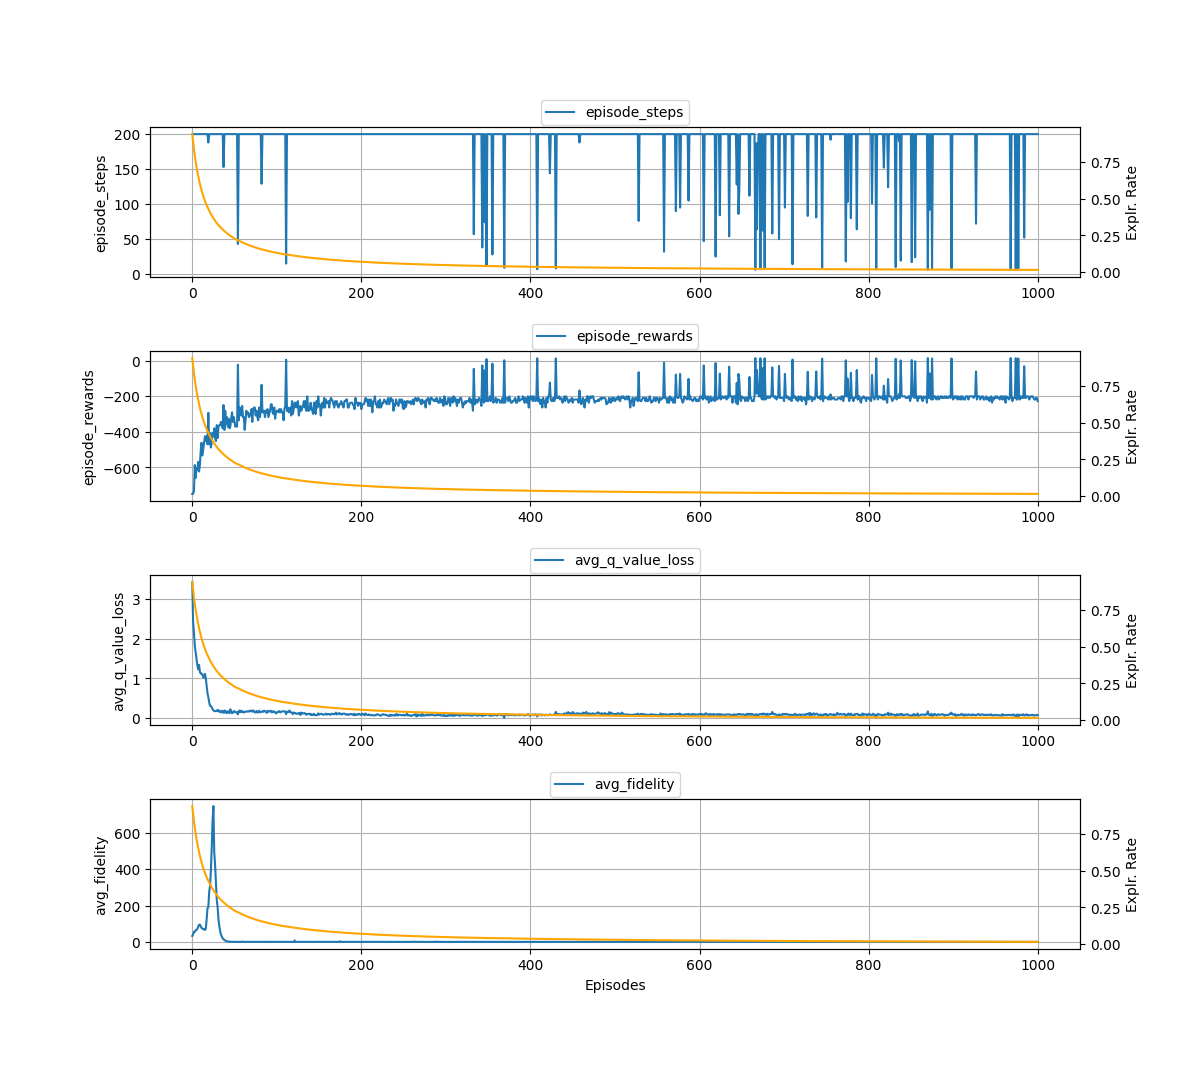 episode_steps
200
150
100
50
0
episode_steps
0.75
0.50
0.25
0.00
Explr. Rate
0 200 400 600 800 1000
episode_rewards
0
−200
−400
−600
episode_rewards
0.75
0.50
0.25
0.00
Explr. Rate
0 200 400 600 800 1000
avg_q_value_loss
3
2
1
0
avg_q_value_loss
0.75
0.50
0.25
0.00
Explr. Rate
0 200 400 600 800 1000
avg_fidelity
600
400
200
0
avg_fidelity
0.75
0.50
0.25
0.00
Explr. Rate
0 200 400 600 800 1000
Episodes